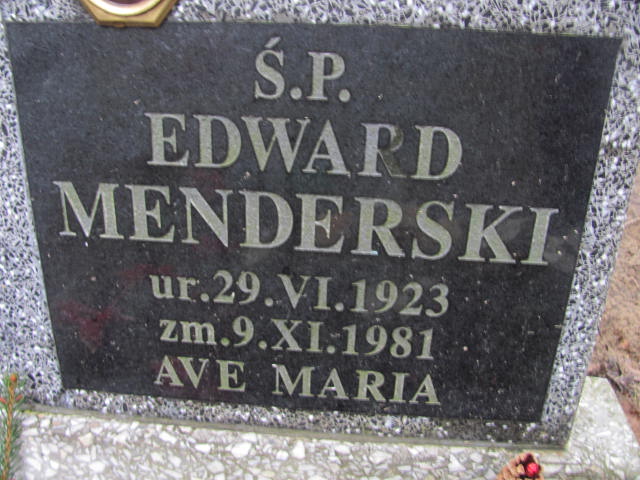 Ś.P.
EDWARD
MENDERSKI
ur.29.VI.1923
zm.9.XI.1981
AVE MARIA